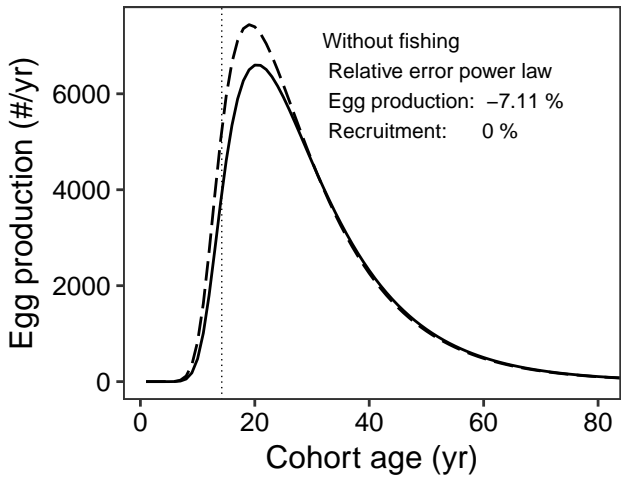 Without fishing
Relative error power law
Egg production: −7.11 %
Recruitment: 0 %
Egg production (#/yr)
6000
4000
2000
0
0 20 40 60 80
Cohort age (yr)